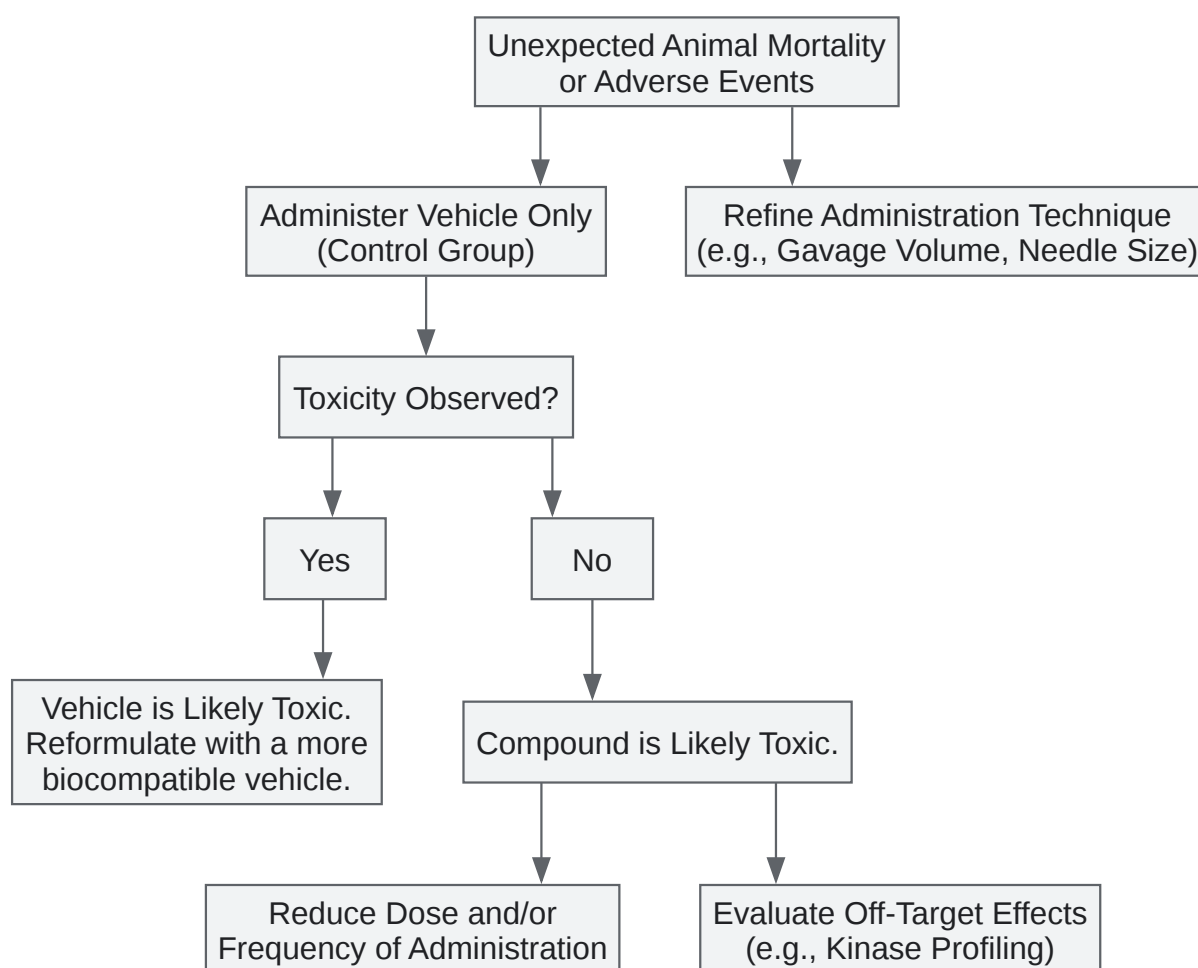 Unexpected Animal Mortality
or Adverse Events
Administer Vehicle Only
(Control Group)
Refine Administration Technique
(e.g., Gavage Volume, Needle Size)
Toxicity Observed?
Yes
No
Vehicle is Likely Toxic.
Reformulate with a more
biocompatible vehicle.
Compound is Likely Toxic.
Reduce Dose and/or
Frequency of Administration
Evaluate Off-Target Effects
(e.g., Kinase Profiling)